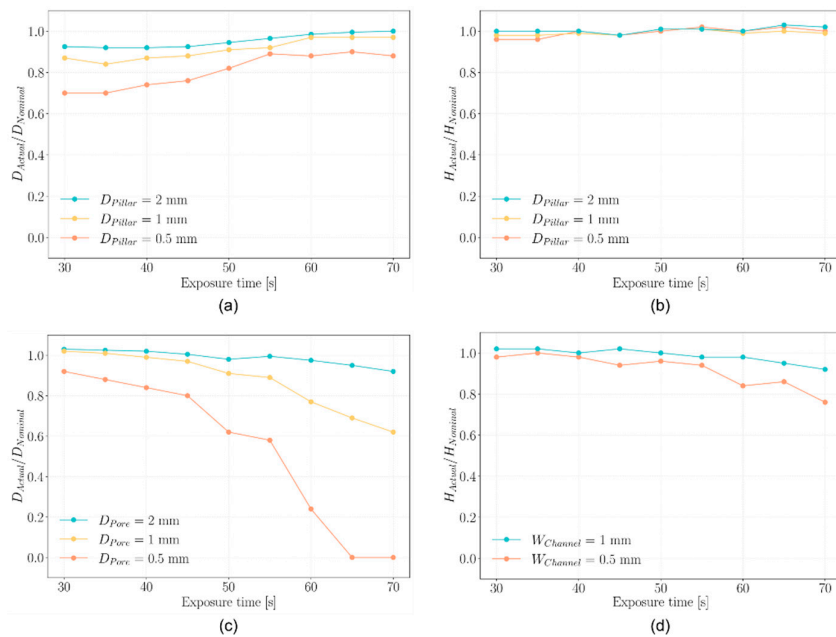 D_Actual/D_Nominal
1.0
0.8
0.6
0.4
0.2
0.0
D_Pillar = 2 mm
D_Pillar = 1 mm
D_Pillar = 0.5 mm
30 40 50 60 70
Exposure time [s]
(a)
H_Actual/H_Nominal
1.0
0.8
0.6
0.4
0.2
0.0
D_Pillar = 2 mm
D_Pillar = 1 mm
D_Pillar = 0.5 mm
30 40 50 60 70
Exposure time [s]
(b)
D_Actual/D_Nominal
1.0
0.8
0.6
0.4
0.2
0.0
D_Pore = 2 mm
D_Pore = 1 mm
D_Pore = 0.5 mm
30 40 50 60 70
Exposure time [s]
(c)
H_Actual/H_Nominal
1.0
0.8
0.6
0.4
0.2
0.0
W_Channel = 1 mm
W_Channel = 0.5 mm
30 40 50 60 70
Exposure time [s]
(d)